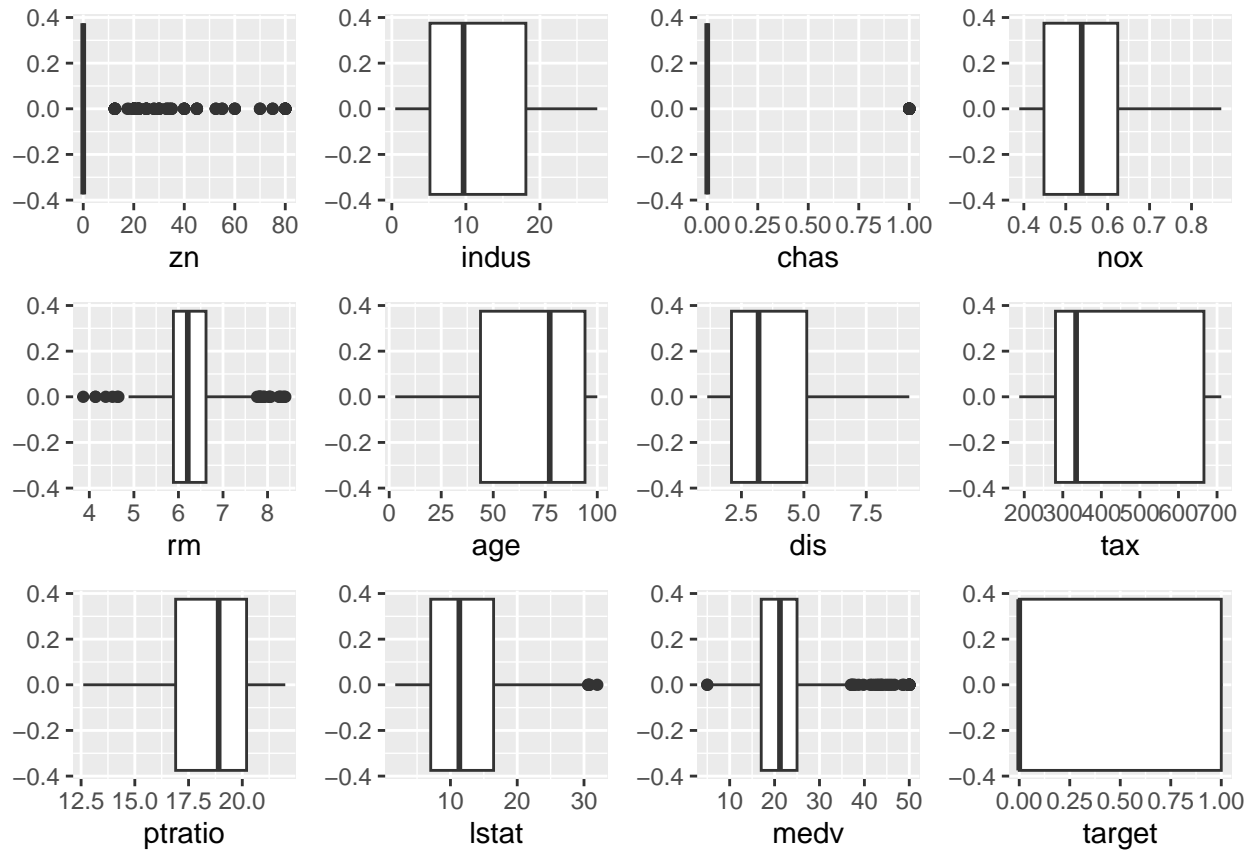 0.4 0.4 0.4 0.4
0.2 0.2 0.2 0.2
0.0 0.0 0.0 0.0
−0.2 −0.2 −0.2 −0.2
−0.4 −0.4 −0.4 −0.4
0 20 40 60 80 0 10 20 0.00 0.25 0.50 0.75 1.00 0.4 0.5 0.6 0.7 0.8
zn indus chas nox
0.4 0.4 0.4 0.4
0.2 0.2 0.2 0.2
0.0 0.0 0.0 0.0
−0.2 −0.2 −0.2 −0.2
−0.4 −0.4 −0.4 −0.4
4 5 6 7 8 0 25 50 75 100 2.5 5.0 7.5 200 300 400 500 600 700
rm age dis tax
0.4 0.4 0.4 0.4
0.2 0.2 0.2 0.2
0.0 0.0 0.0 0.0
−0.2 −0.2 −0.2 −0.2
−0.4 −0.4 −0.4 −0.4
12.5 15.0 17.5 20.0 10 20 30 10 20 30 40 50 0.00 0.25 0.50 0.75 1.00
ptratio lstat medv target